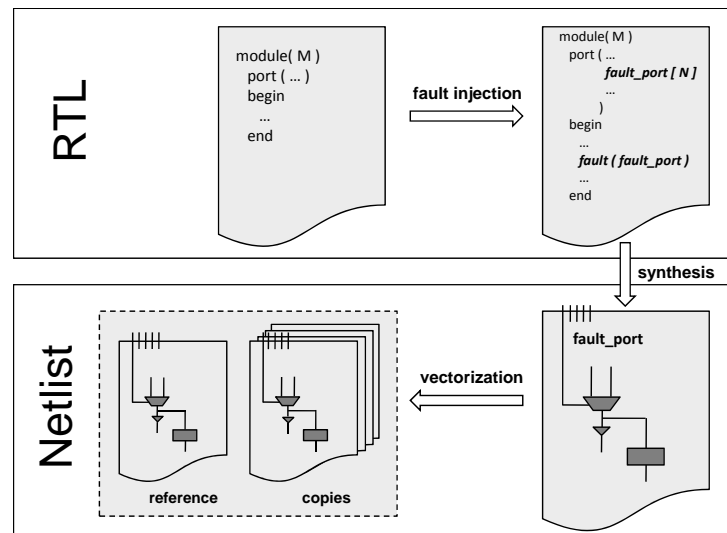 RTL
module( M )
port ( … )
begin
…
end
fault injection
module( M )
port ( …
fault_port [ N ]
…
)
begin
…
fault ( fault_port )
…
end
synthesis
Netlist
fault_port
vectorization
reference
copies